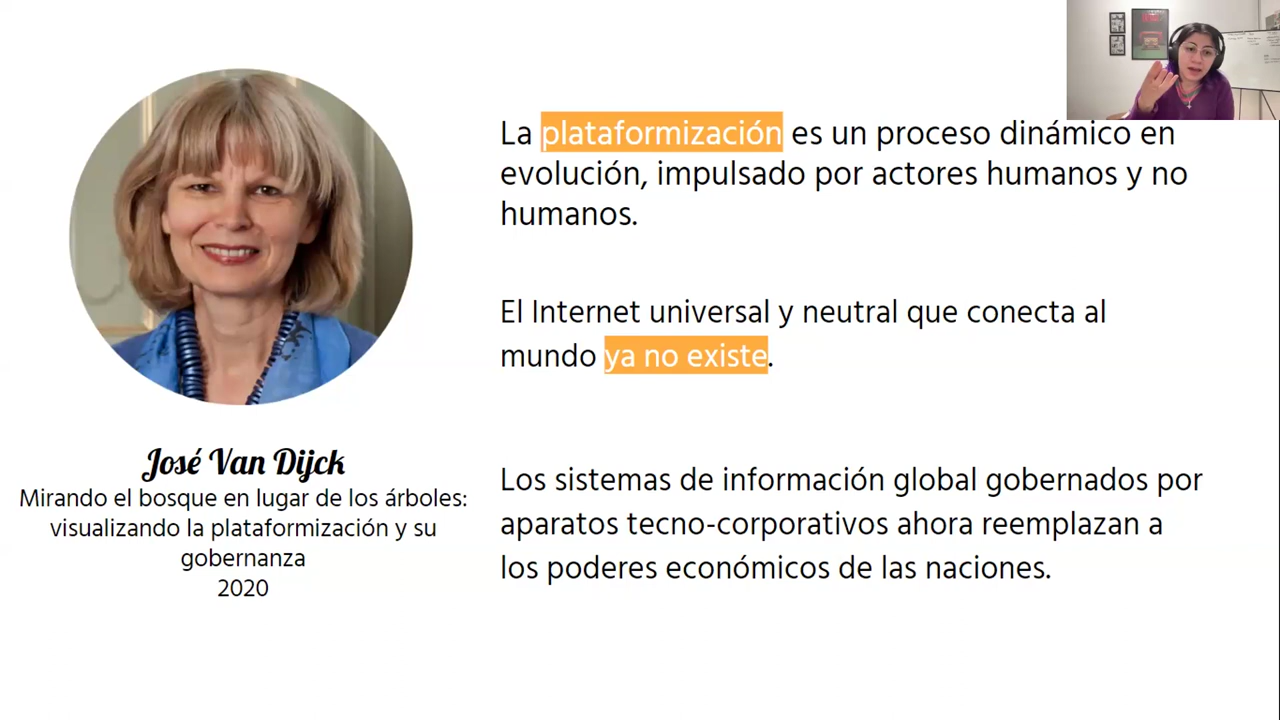 La plataformización es un proceso dinámico en
evolución, impulsado por actores humanos y no
humanos.
El Internet universal y neutral que conecta al
mundo ya no existe.
José Van Dijck
Mirando el bosque en lugar de los árboles:
visualizando la plataformización y su
gobernanza
2020
Los sistemas de información global gobernados por
aparatos tecno-corporativos ahora reemplazan a
los poderes económicos de las naciones.